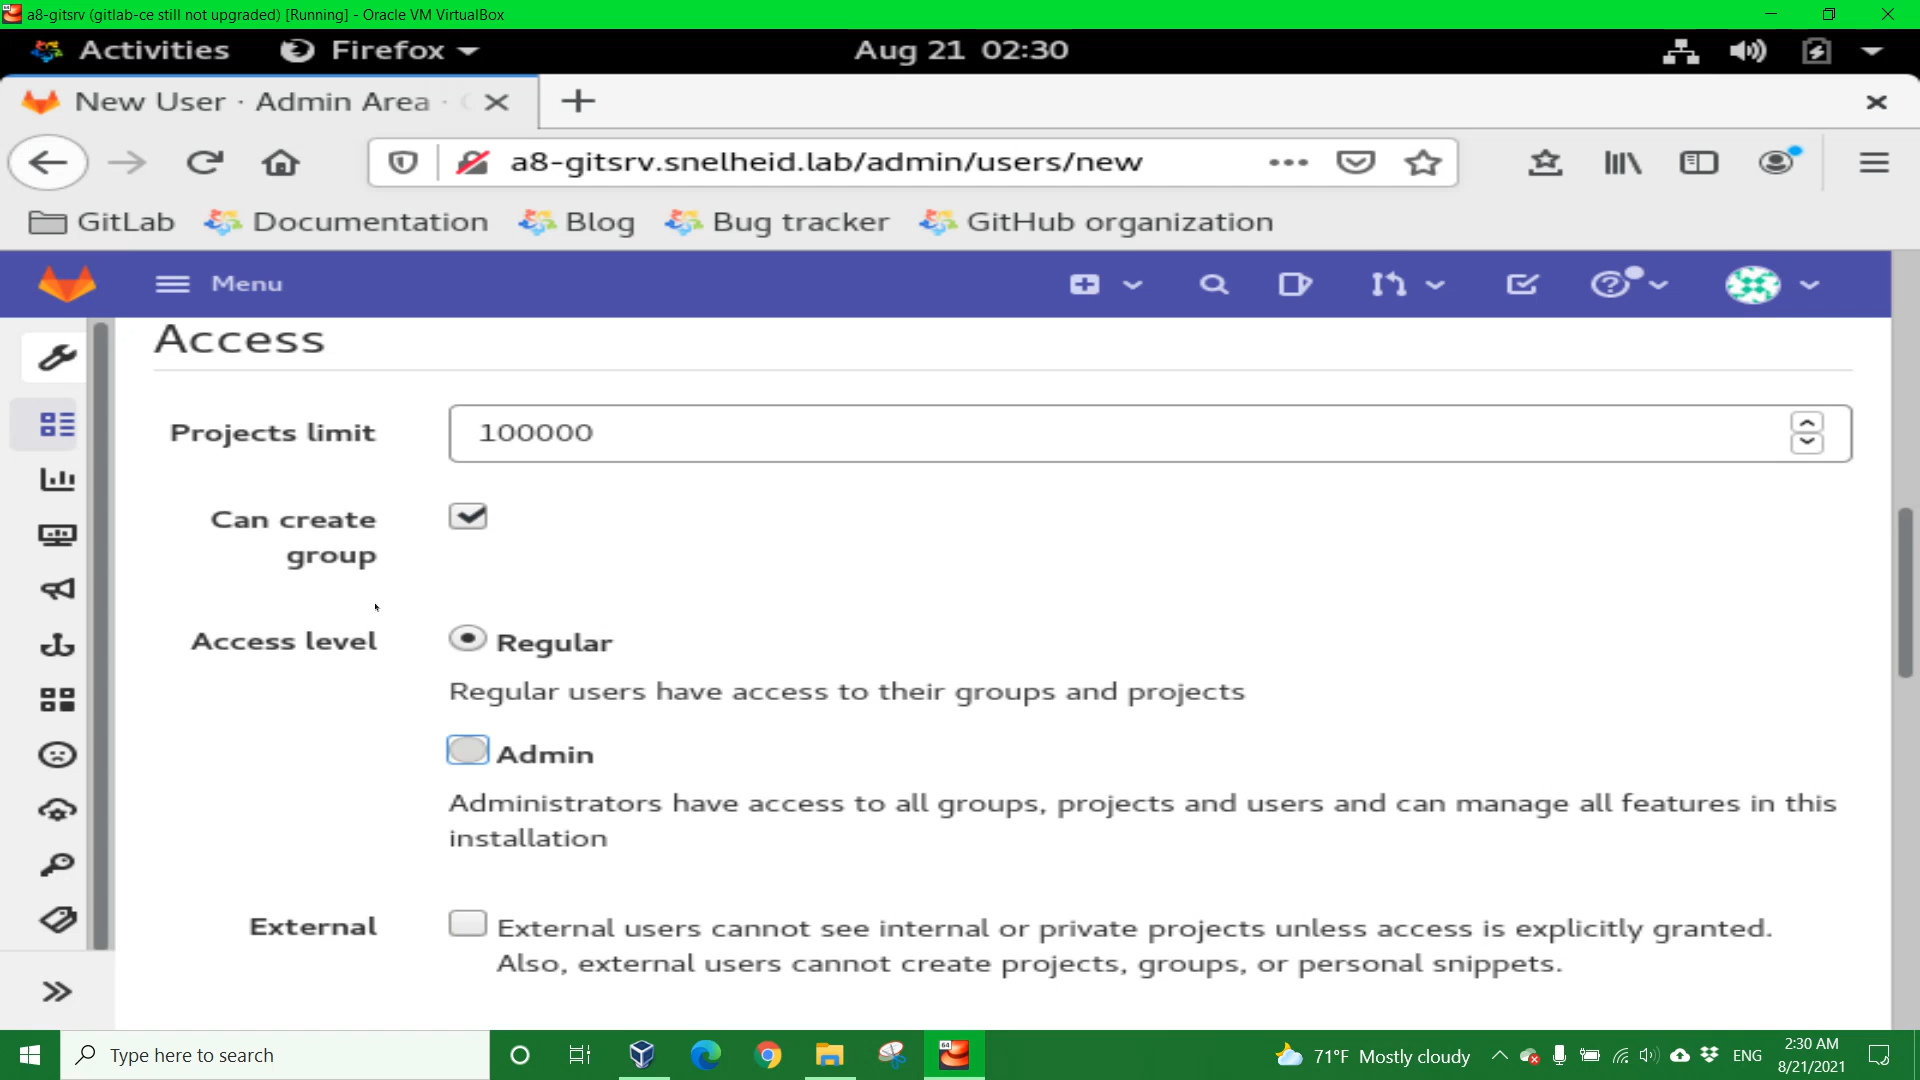 a8-gitsrv (gitlab-ce still not upgraded) [Running] - Oracle VM VirtualBox
Activities Firefox Aug 21 02:30
New User · Admin Area ·
a8-gitsrv.snelheid.lab/admin/users/new
GitLab Documentation Blog Bug tracker GitHub organization
Menu
Access
Projects limit 100000
Can create
group
Access level Regular
Regular users have access to their groups and projects
Admin
Administrators have access to all groups, projects and users and can manage all features in this
installation
External External users cannot see internal or private projects unless access is explicitly granted.
Also, external users cannot create projects, groups, or personal snippets.
Type here to search 71°F Mostly cloudy ENG 2:30 AM
8/21/2021